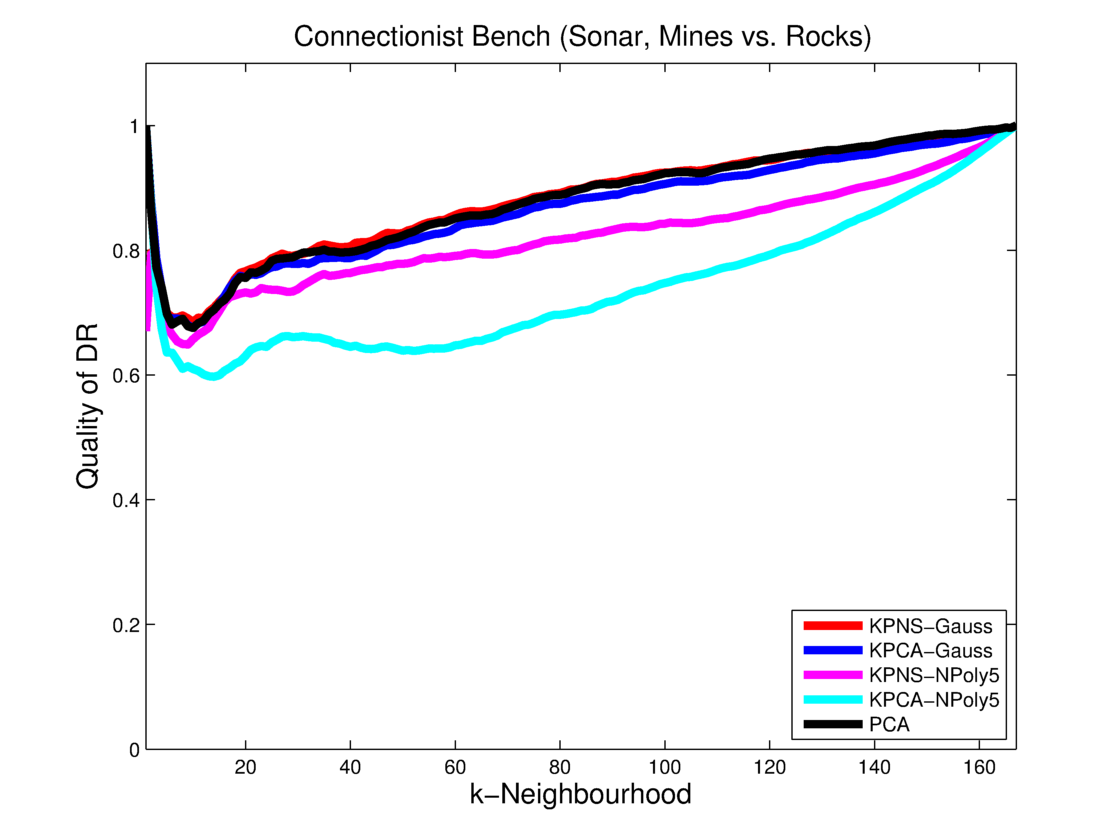 Connectionist Bench (Sonar, Mines vs. Rocks)
Quality of DR
1
0.8
0.6
0.4
0.2
0
20 40 60 80 100 120 140 160
k−Neighbourhood
KPNS−Gauss
KPCA−Gauss
KPNS−NPoly5
KPCA−NPoly5
PCA